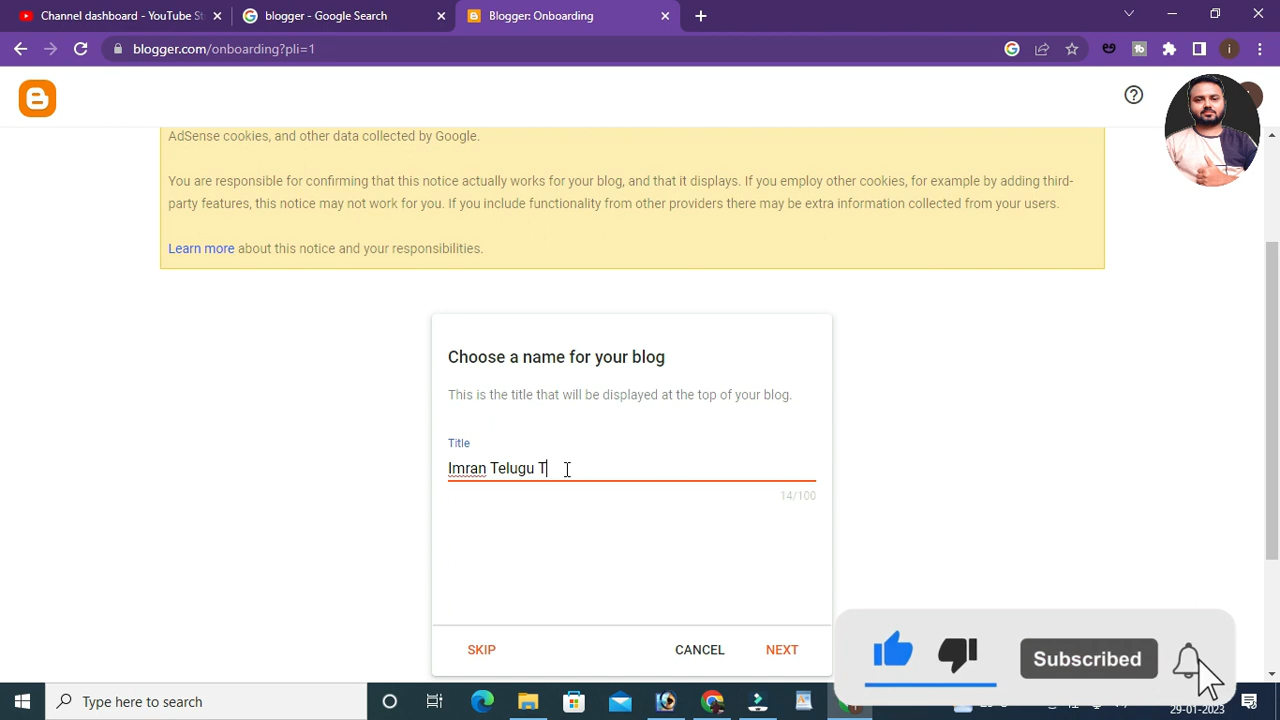 Channel dashboard - YouTube St
blogger - Google Search
Blogger: Onboarding
blogger.com/onboarding?pli=1
i
AdSense cookies, and other data collected by Google.
You are responsible for confirming that this notice actually works for your blog, and that it displays. If you employ other cookies, for example by adding third-
party features, this notice may not work for you. If you include functionality from other providers there may be extra information collected from your users.
Learn more about this notice and your responsibilities.
Choose a name for your blog
This is the title that will be displayed at the top of your blog.
Title
Imran Telugu T
14/100
SKIP CANCEL NEXT
Subscribed
Type here to search
29-01-2023